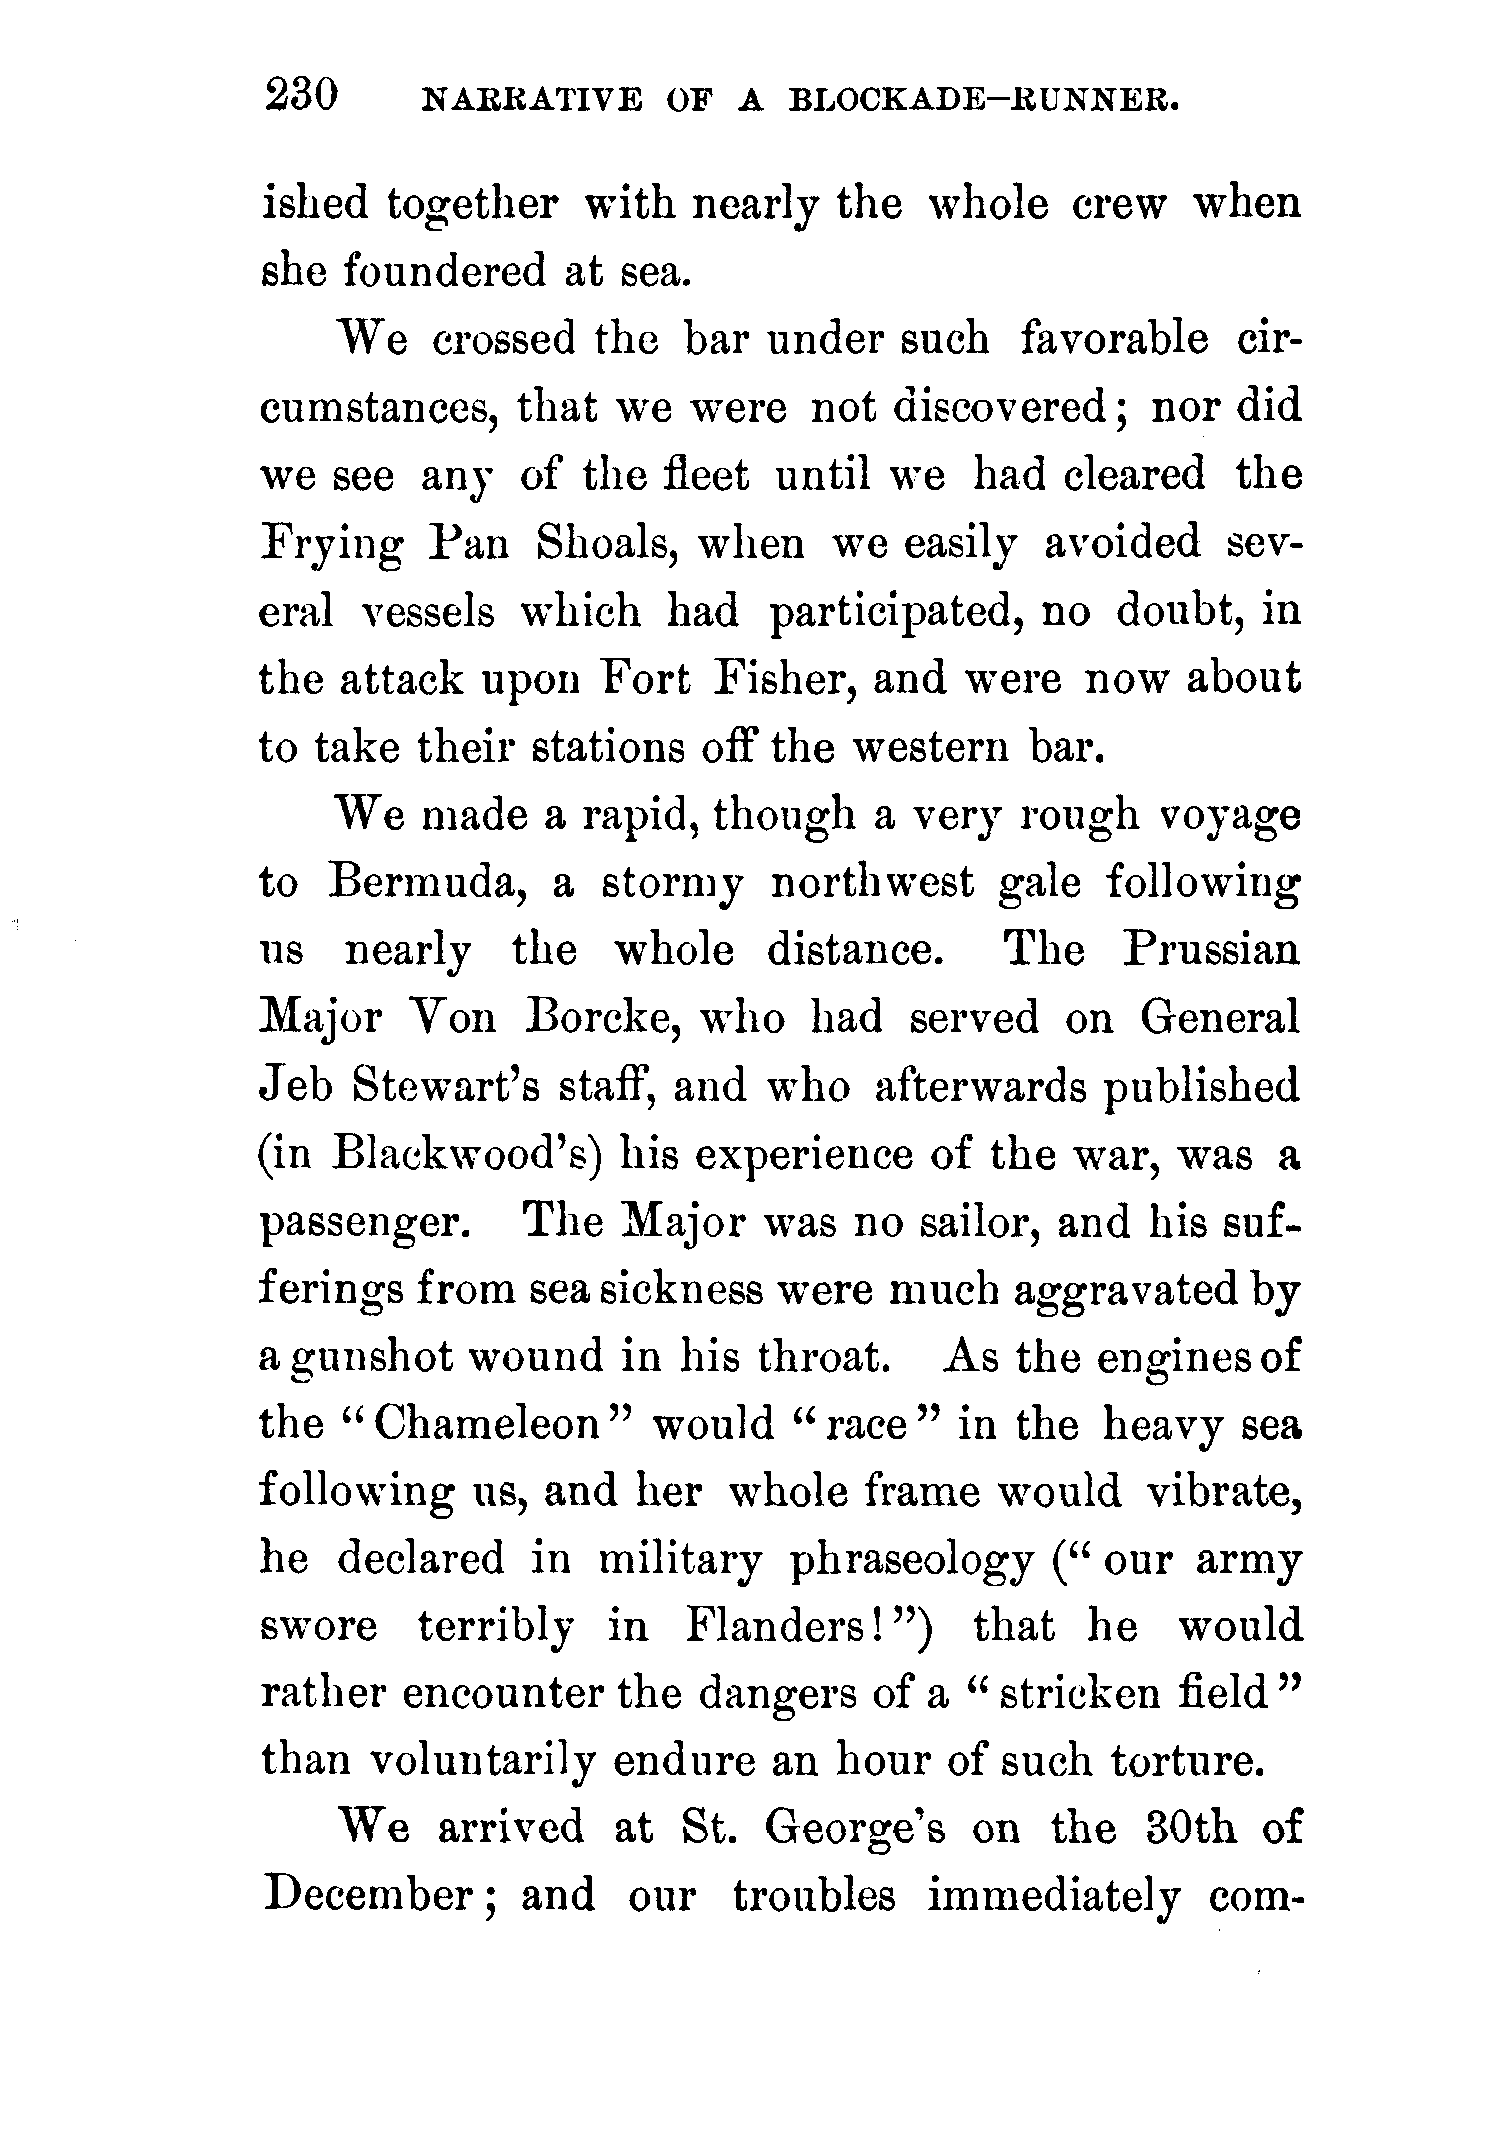 230 NARRATIVE OF A BLOCKADE-RUNNER.
ished together with nearly the whole crew when
she foundered at sea.
We crossed the bar under such favorable cir-
cumstances, that we were not discovered; nor did
we see any of the fleet until we had cleared the
Frying Pan Shoals, when we easily avoided sev-
eral vessels which had participated, no doubt, in
the attack upon Fort Fisher, and were now about
to take their stations off the western bar.
We made a rapid, though a very rough voyage
to Bermuda, a stormy northwest gale following
us nearly the whole distance. The Prussian
Major Von Borcke, who had served on General
Jeb Stewart's staff, and who afterwards published
(in Blackwood's) his experience of the war, was a
passenger. The Major was no sailor, and his suf-
ferings from sea sickness were much aggravated by
a gunshot wound in his throat. As the engines of
the "Chameleon" would "race" in the heavy sea
following us, and her whole frame would vibrate,
he declared in military phraseology ("our army
swore terribly in Flanders!") that he would
rather encounter the dangers of a "stricken field"
than voluntarily endure an hour of such torture.
We arrived at St. George's on the 30th of
December; and our troubles immediately com-